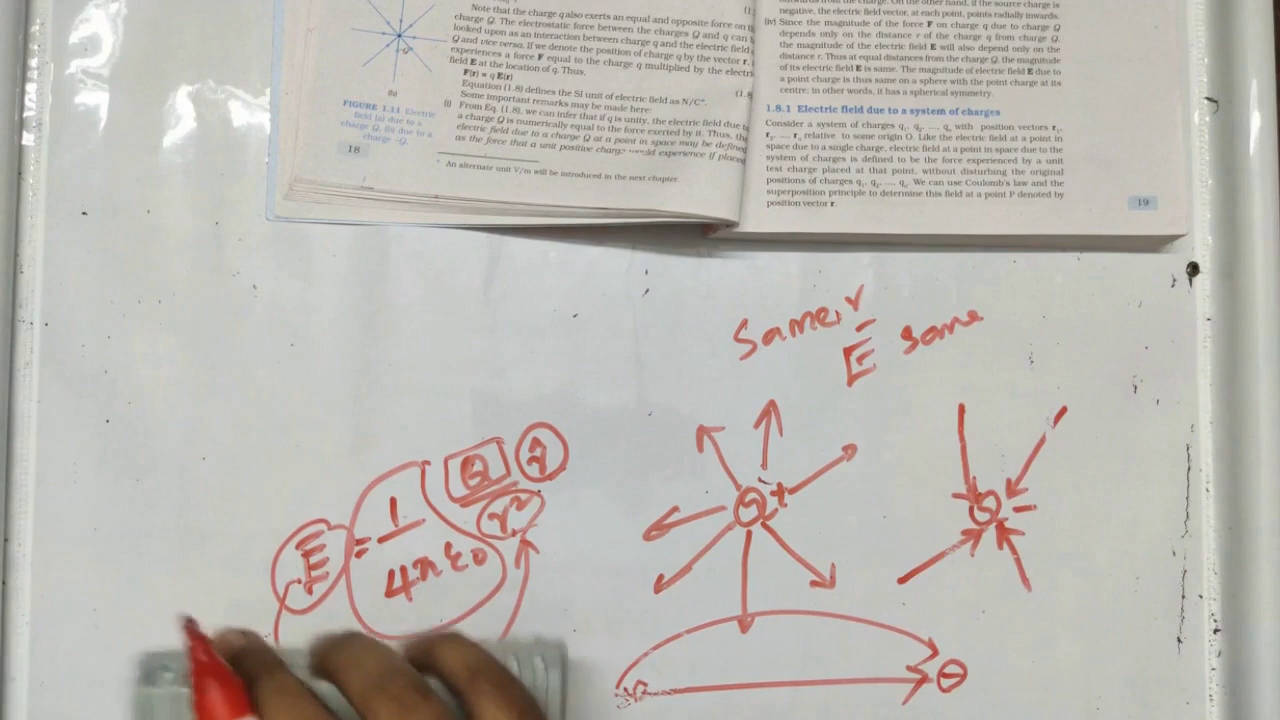 Note that the charge q also exerts an equal and opposite force on
charge Q. The electrostatic force between the charges Q and q can
looked upon as an interaction between charge q and the electric field
Q and vice versa. If we denote the position of charge q by the vector r,
experiences a force F equal to the charge q multiplied by the
field E at the location of q. Thus,
F(r) = q E(r) (1.8
Equation (1.8) defines the SI unit of electric field as N/C*.
Some important remarks may be made here:
(i) From Eq. (1.8), we can infer that if q is unity, the electric field due
a charge Q is numerically equal to the force exerted by it. Thus, the
electric field due to a charge Q at a point in space may be defined
as the force that a unit positive charge would experience if placed
* An alternate unit V/m will be introduced in the next chapter.
(b)
FIGURE 1.11 Electric
field (a) due to a
charge Q, (b) due to a
charge -Q.
18
the charge. On the other hand, if the source charge is
negative, the electric field vector, at each point, points radially inwards.
(iv) Since the magnitude of the force F on charge q due to charge Q
depends only on the distance r of the charge q from charge Q,
the magnitude of the electric field E will also depend only on the
distance r. Thus at equal distances from the charge Q, the magnitude
of its electric field E is same. The magnitude of electric field E due to
a point charge is thus same on a sphere with the point charge at its
centre; in other words, it has a spherical symmetry.
1.8.1 Electric field due to a system of charges
Consider a system of charges q₁, q₂, ..., qₙ with position vectors r₁,
r₂, ..., rₙ relative to some origin O. Like the electric field at a point in
space due to a single charge, electric field at a point in space due to the
system of charges is defined to be the force experienced by a unit
test charge placed at that point, without disturbing the original
positions of charges q₁, q₂, ..., qₙ. We can use Coulomb's law and the
superposition principle to determine this field at a point P denoted by
position vector r.
19
Same, r
E same
E = 1/4πε0 Q/r² r̂
Q+
Q-